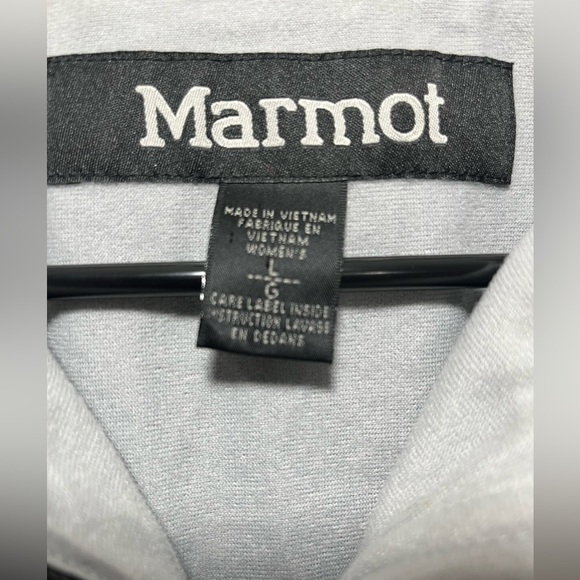 Marmot
MADE IN VIETNAM
FABRIQUE EN
VIETNAM
WOMEN'S
L
G
CARE LABEL INSIDE
INSTRUCTION LAVAGE
EN DEDANS